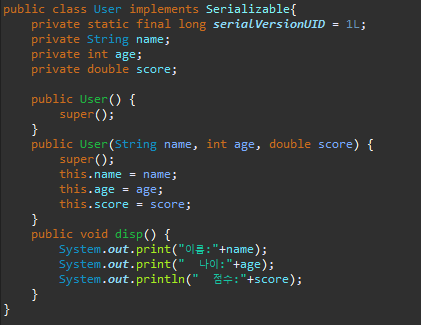 public class User implements Serializable{
    private static final long serialVersionUID = 1L;
    private String name;
    private int age;
    private double score;

    public User() {
        super();
    }
    public User(String name, int age, double score) {
        super();
        this.name = name;
        this.age = age;
        this.score = score;
    }
    public void disp() {
        System.out.print("이름:"+name);
        System.out.print("  나이:"+age);
        System.out.println("  점수:"+score);
    }
}